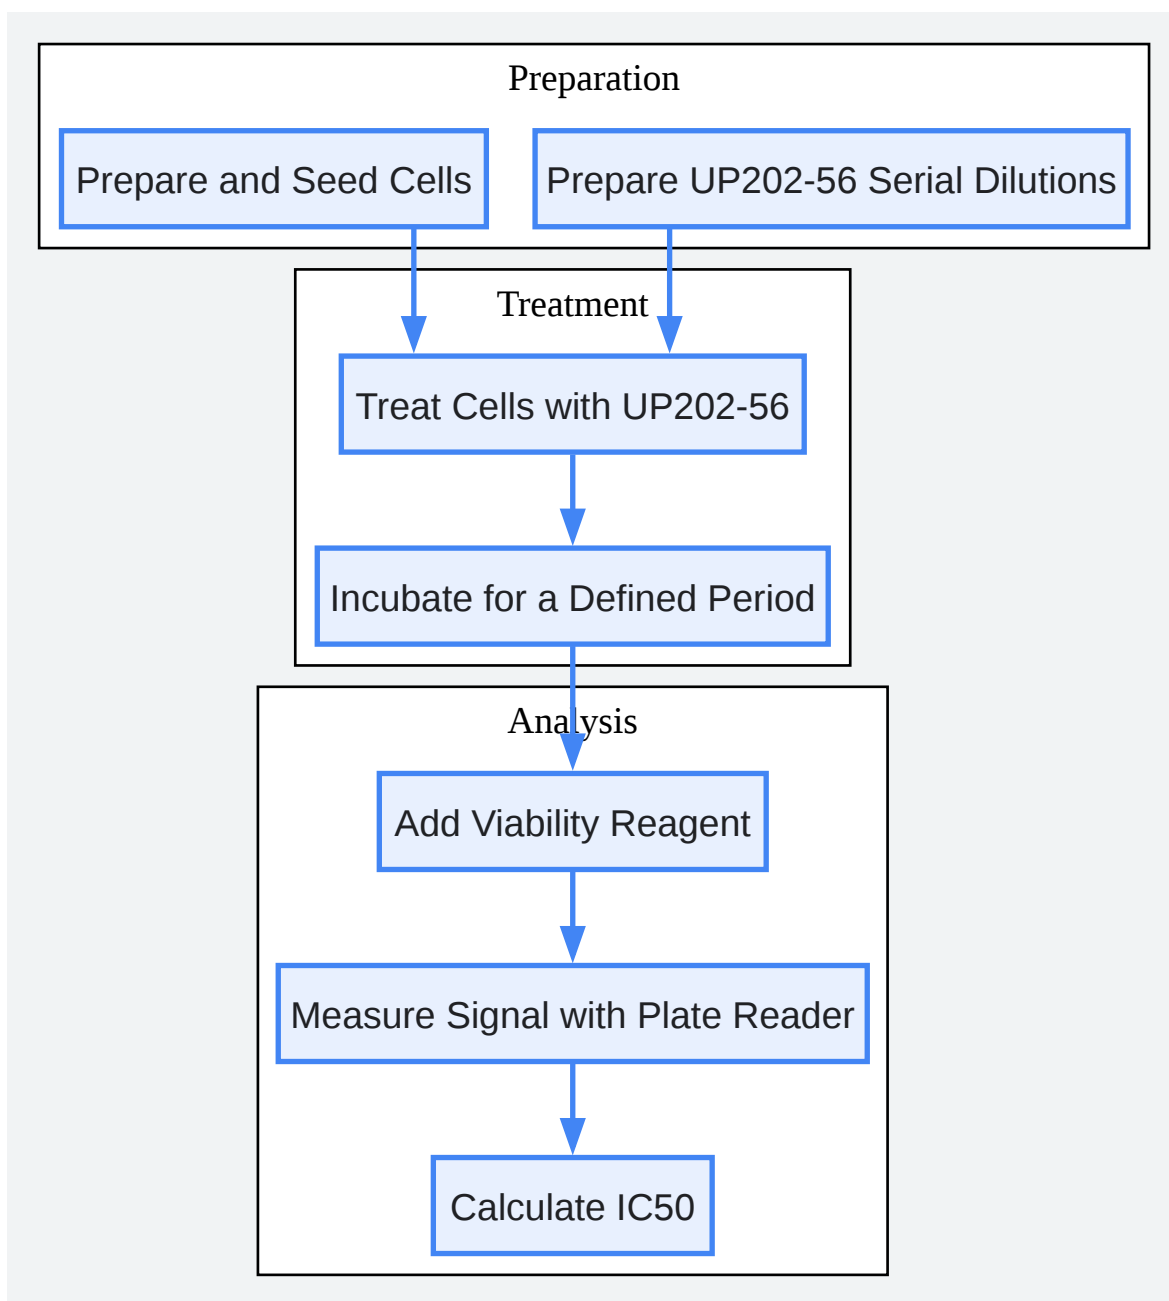 Preparation
Prepare and Seed Cells
Prepare UP202-56 Serial Dilutions
Treatment
Treat Cells with UP202-56
Incubate for a Defined Period
Analysis
Add Viability Reagent
Measure Signal with Plate Reader
Calculate IC50